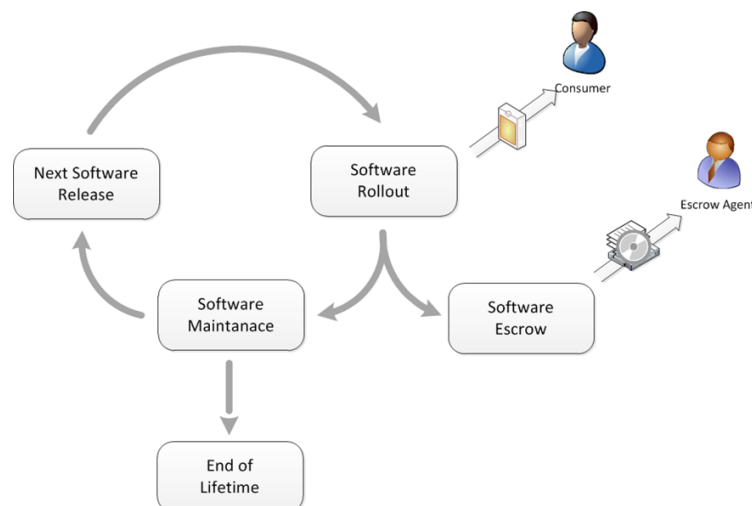 Consumer
Next Software
Release
Software
Rollout
Escrow Agent
Software
Maintanace
Software
Escrow
End of
Lifetime